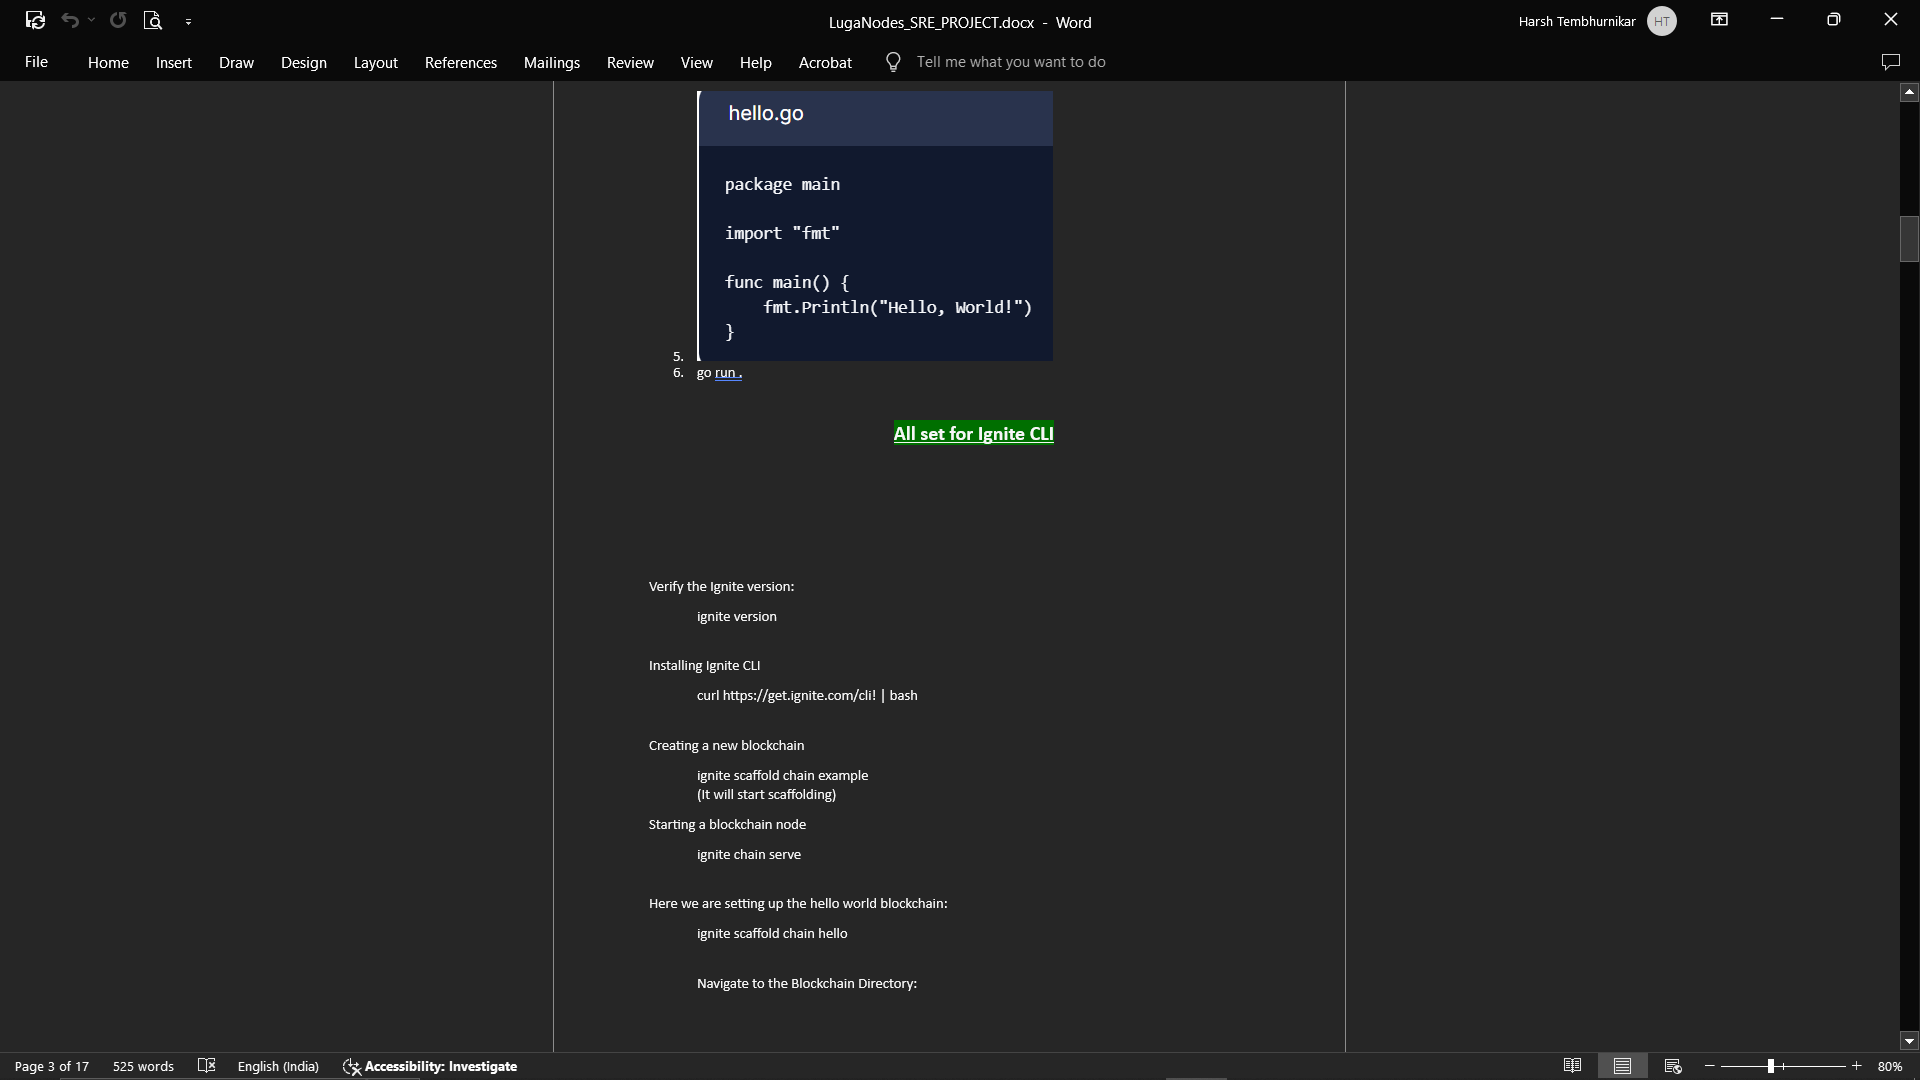 LugaNodes_SRE_PROJECT.docx - Word
Harsh Tembhurnikar HT
File Home Insert Draw Design Layout References Mailings Review View Help Acrobat Tell me what you want to do
hello.go
package main
import "fmt"
func main() {
fmt.Println("Hello, World!")
}
5.
6. go run .
All set for Ignite CLI
Verify the Ignite version:
ignite version
Installing Ignite CLI
curl https://get.ignite.com/cli! | bash
Creating a new blockchain
ignite scaffold chain example
(It will start scaffolding)
Starting a blockchain node
ignite chain serve
Here we are setting up the hello world blockchain:
ignite scaffold chain hello
Navigate to the Blockchain Directory:
Page 3 of 17 525 words English (India) Accessibility: Investigate 80%